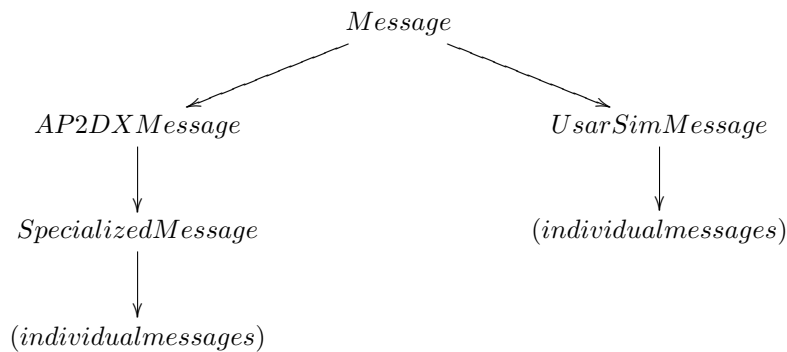 Message
AP2DXMessage
UsarSimMessage
SpecializedMessage
(individualmessages)
(individualmessages)